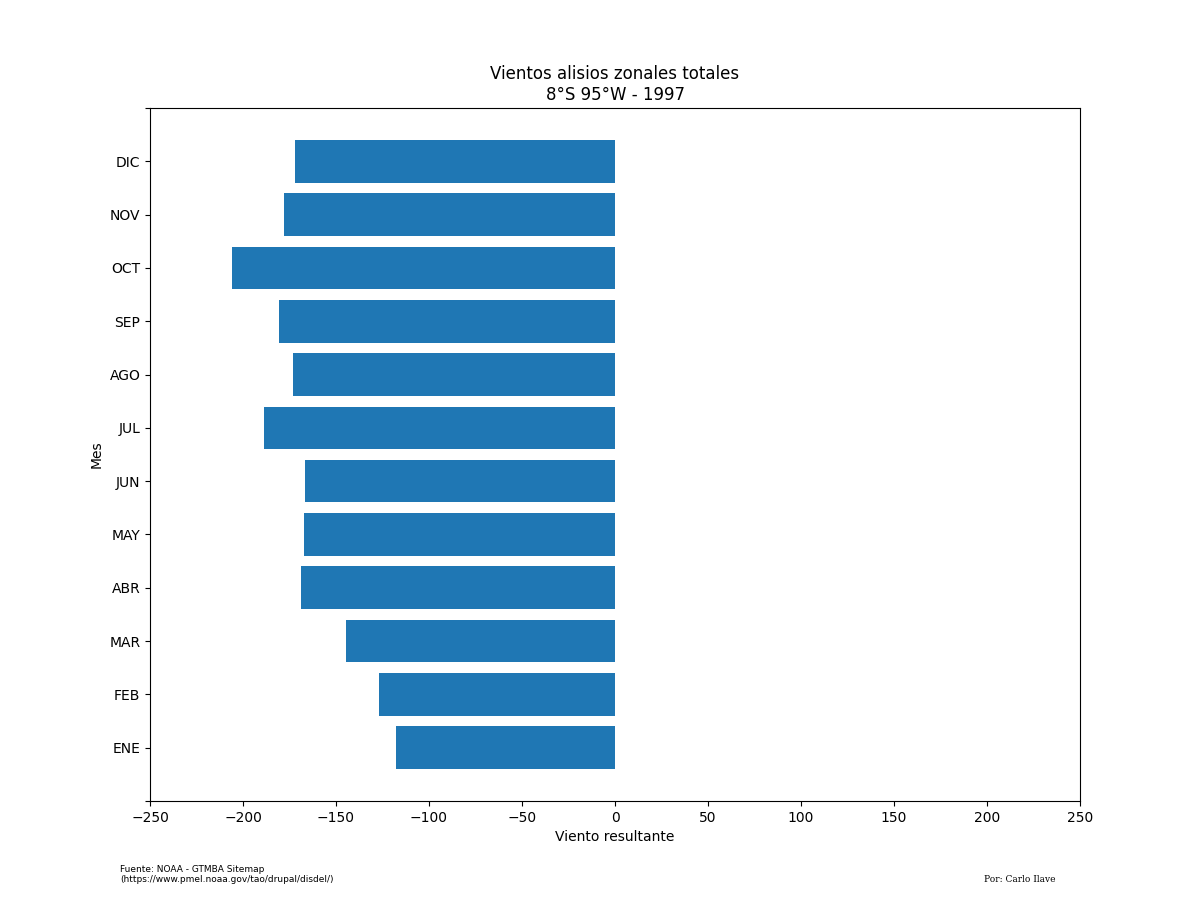 Vientos alisios zonales totales
8°S 95°W - 1997
DIC
NOV
OCT
SEP
AGO
JUL
JUN
MAY
ABR
MAR
FEB
ENE
Mes
−250 −200 −150 −100 −50 0 50 100 150 200 250
Viento resultante
Fuente: NOAA - GTMBA Sitemap
(https://www.pmel.noaa.gov/tao/drupal/disdel/)
Por: Carlo Ilave